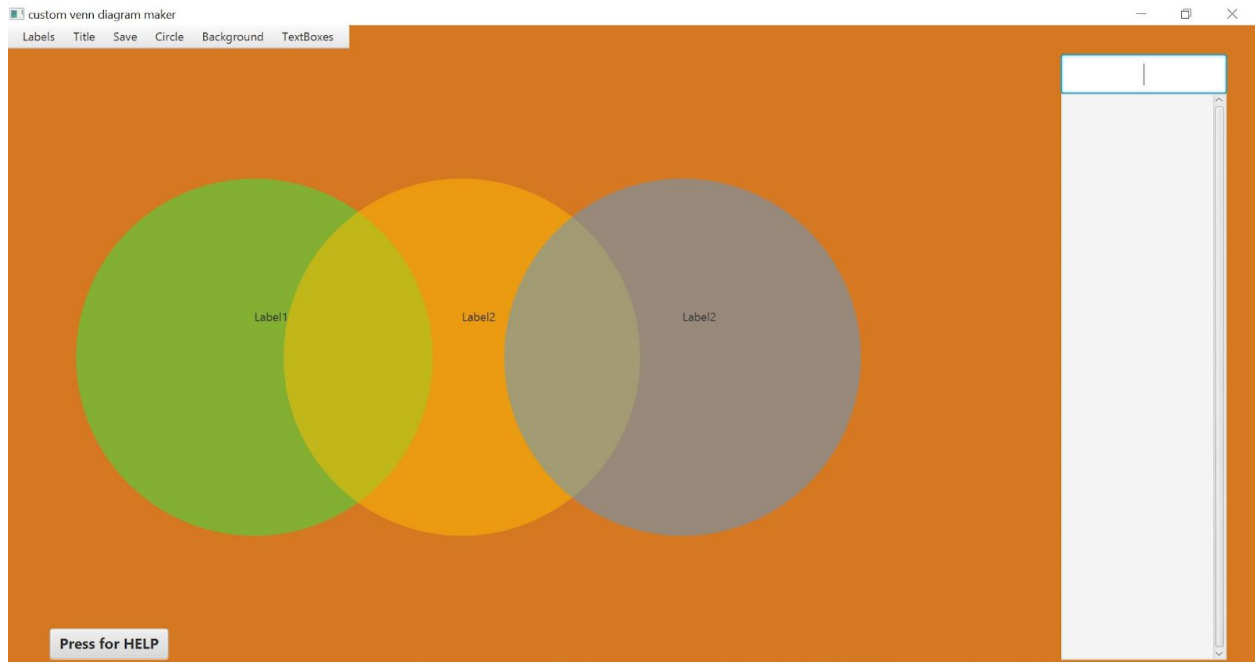 custom venn diagram maker
Labels Title Save Circle Background TextBoxes
Label1 Label2 Label2
Press for HELP